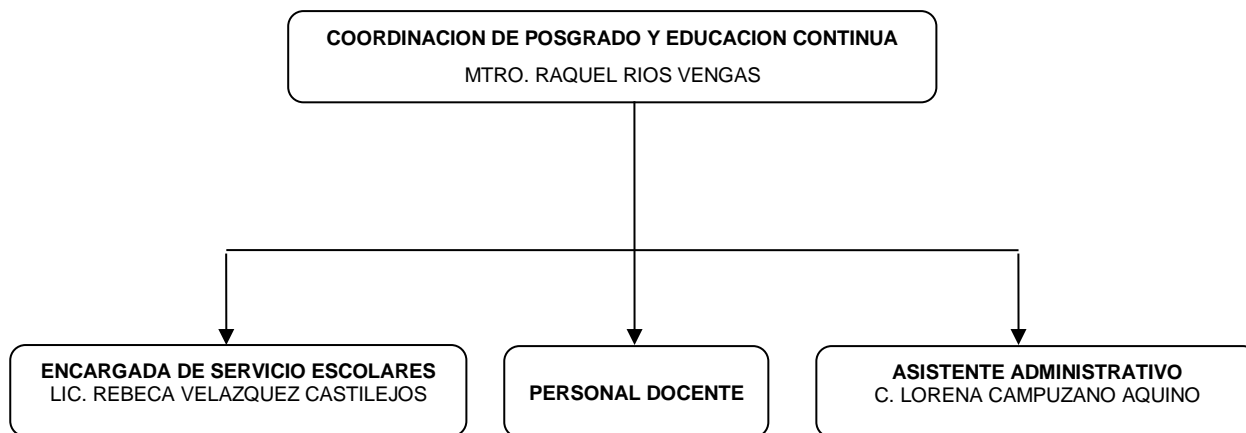 COORDINACION DE POSGRADO Y EDUCACION CONTINUA
MTRO. RAQUEL RIOS VENGAS
ENCARGADA DE SERVICIO ESCOLARES
LIC. REBECA VELAZQUEZ CASTILEJOS
PERSONAL DOCENTE
ASISTENTE ADMINISTRATIVO
C. LORENA CAMPUZANO AQUINO